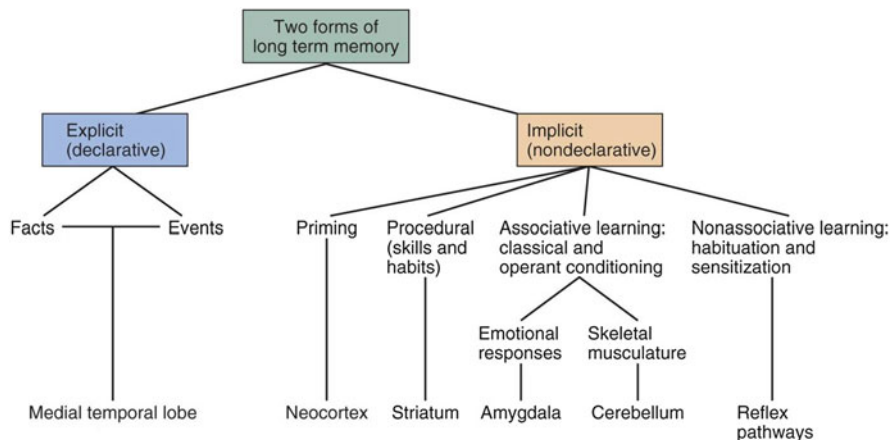 Two forms of
long term memory
Explicit
(declarative)
Implicit
(nondeclarative)
Facts
Events
Priming
Procedural
(skills and
habits)
Associative learning:
classical and
operant conditioning
Nonassociative learning:
habituation and
sensitization
Emotional
responses
Skeletal
musculature
Medial temporal lobe
Neocortex
Striatum
Amygdala
Cerebellum
Reflex
pathways